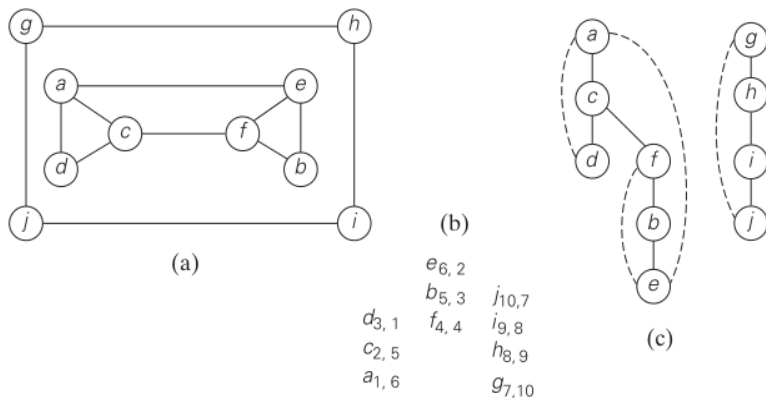 g h
a e
c f
d b
j i
(a)
(b)
e6, 2
b5, 3 j10,7
d3, 1 f4, 4 i9, 8
c2, 5 h8, 9
a1, 6 g7,10
a g
c h
d f i
b j
e
(c)